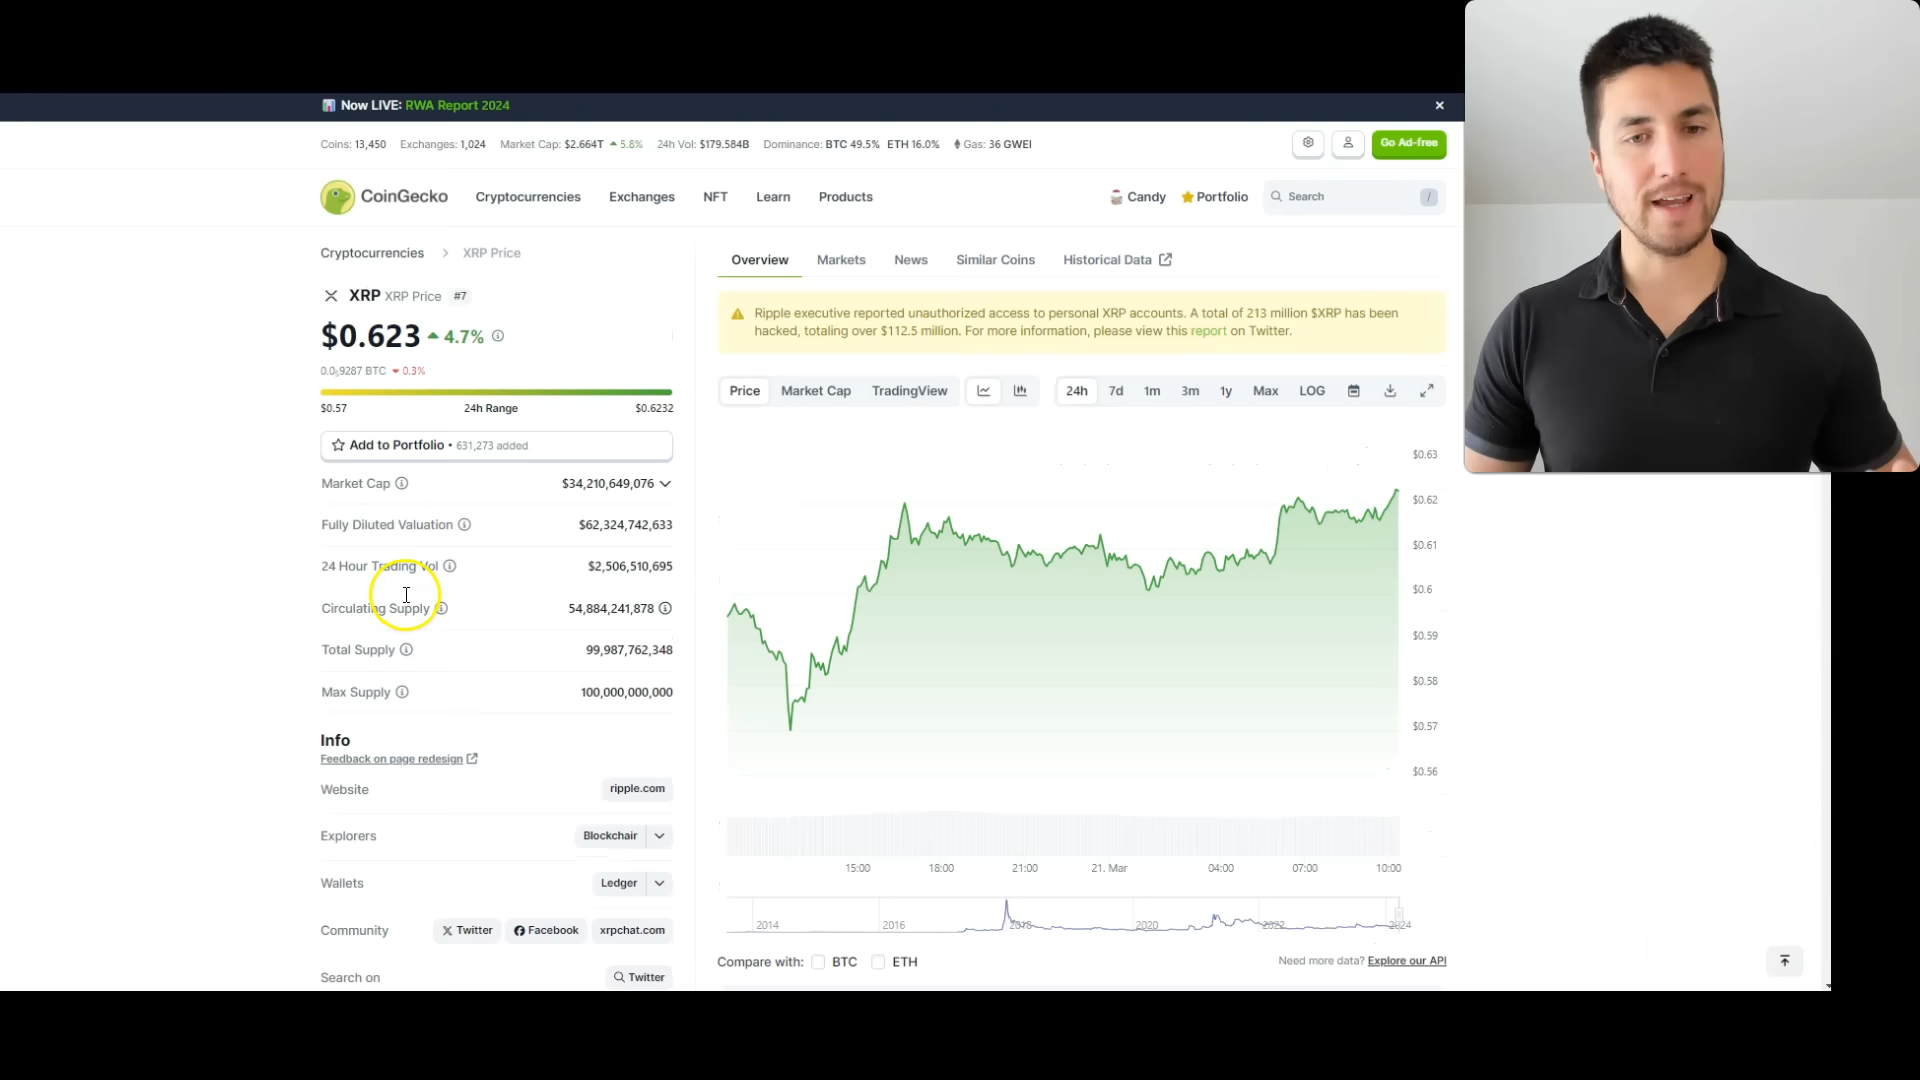 Now LIVE: RWA Report 2024
Coins: 13,450 Exchanges: 1,024 Market Cap: $2.664T 5.8% 24h Vol: $179.584B Dominance: BTC 49.5% ETH 16.0% Gas: 36 GWEI
Go Ad-free
CoinGecko Cryptocurrencies Exchanges NFT Learn Products Candy Portfolio Search /
Cryptocurrencies > XRP Price
XRP XRP Price #7
$0.623 4.7%
0.0₅9287 BTC 0.3%
$0.57 24h Range $0.6232
Add to Portfolio • 631,273 added
Market Cap $34,210,649,076
Fully Diluted Valuation $62,324,742,633
24 Hour Trading Vol $2,506,510,695
Circulating Supply 54,884,241,878
Total Supply 99,987,762,348
Max Supply 100,000,000,000
Info
Feedback on page redesign
Website ripple.com
Explorers Blockchair
Wallets Ledger
Community Twitter Facebook xrpchat.com
Search on Twitter
Overview Markets News Similar Coins Historical Data
Ripple executive reported unauthorized access to personal XRP accounts. A total of 213 million $XRP has been
hacked, totaling over $112.5 million. For more information, please view this report on Twitter.
Price Market Cap TradingView 24h 7d 1m 3m 1y Max LOG
$0.63
$0.62
$0.61
$0.6
$0.59
$0.58
$0.57
$0.56
15:00 18:00 21:00 21. Mar 04:00 07:00 10:00
2014 2016 2018 2020 2022 2024
Compare with: BTC ETH Need more data? Explore our API